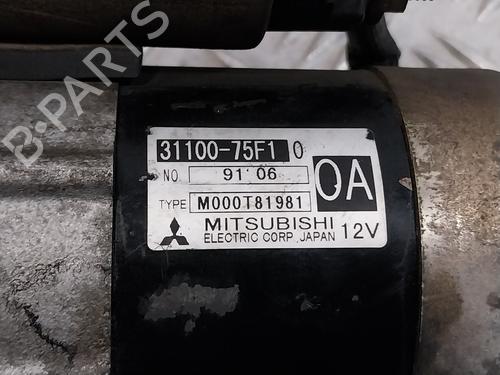 B-PARTS
31100-75F1 0
NO. 91'06
OA
TYPE M000T81981
MITSUBISHI
ELECTRIC CORP. JAPAN 12V